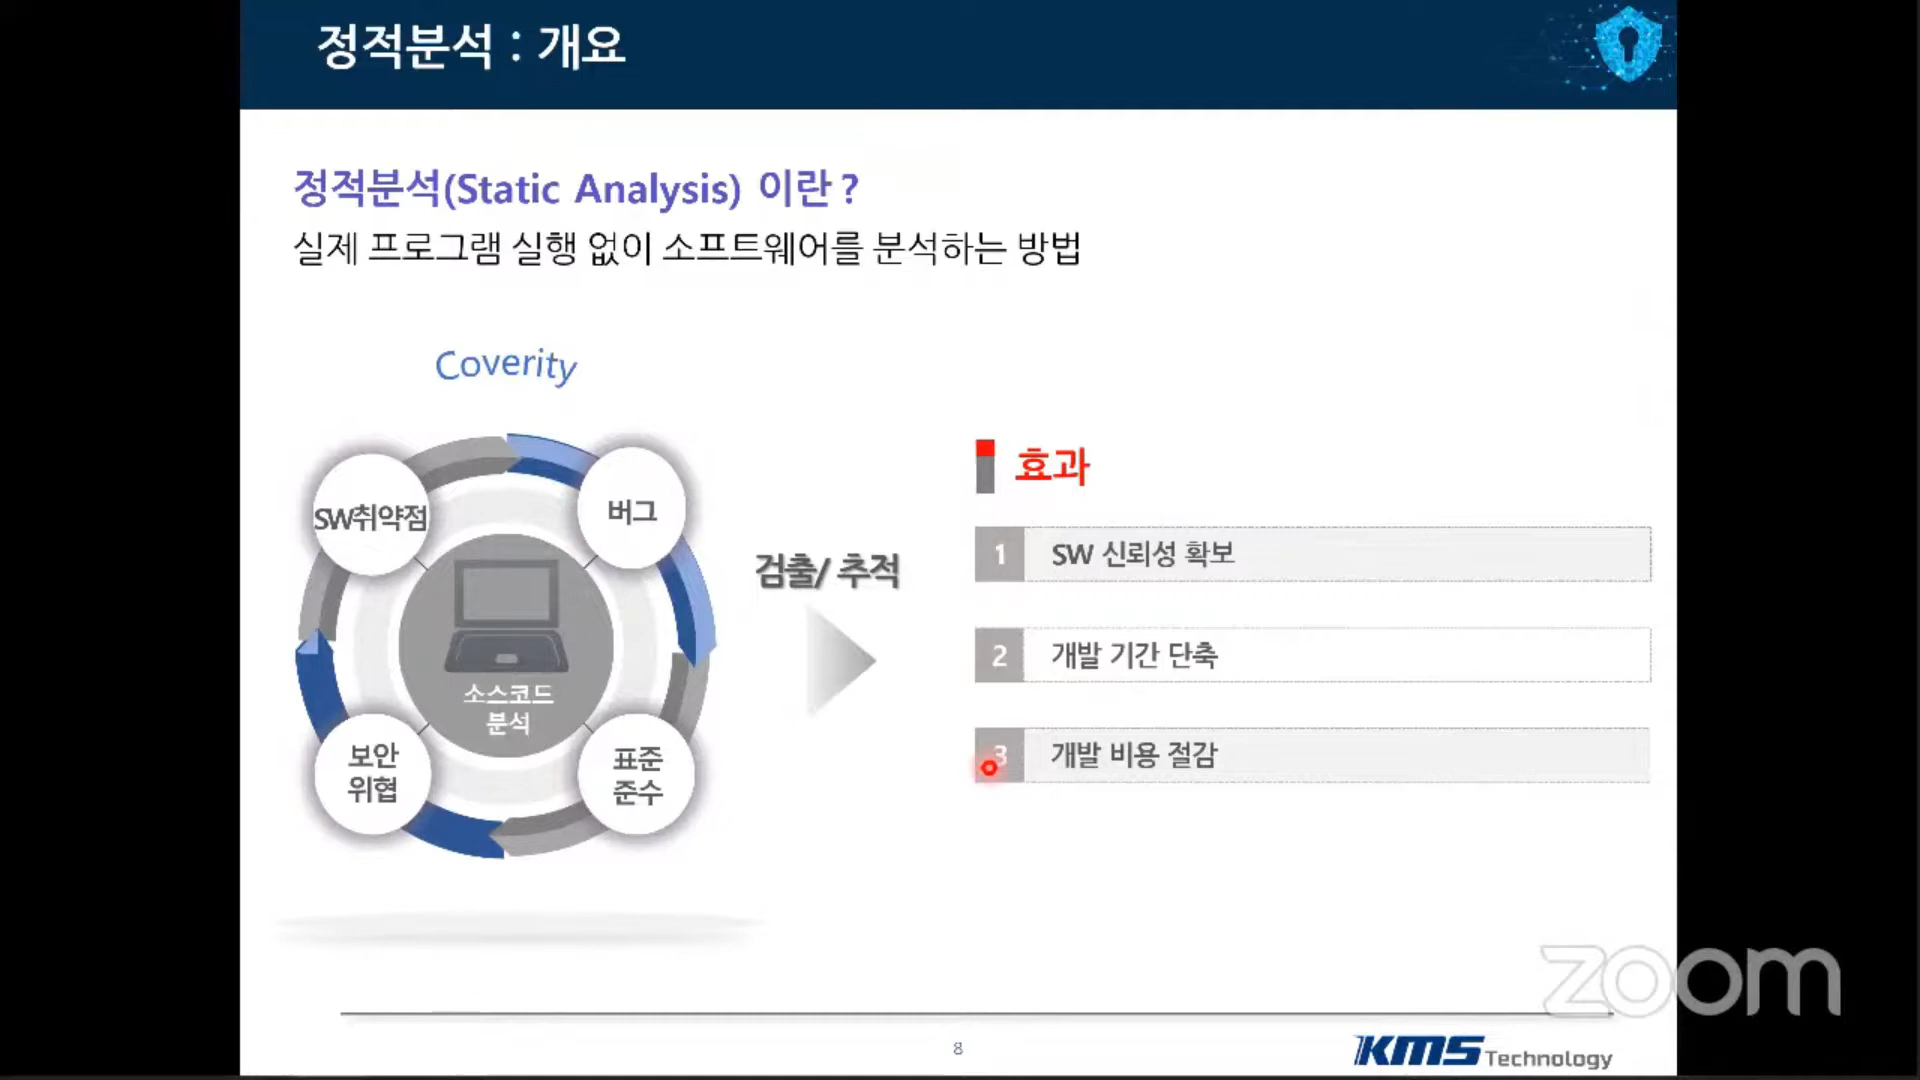 정적분석 : 개요
정적분석(Static Analysis) 이란?
실제 프로그램 실행 없이 소프트웨어를 분석하는 방법
Coverity
SW취약점
버그
소스코드
분석
보안
위협
표준
준수
검출/ 추적
효과
1 SW 신뢰성 확보
2 개발 기간 단축
3 개발 비용 절감
zoom
8
KMS Technology